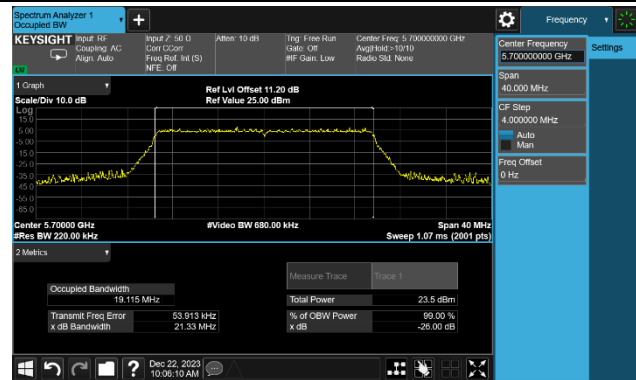 Spectrum Analyzer 1
Occupied BW
Frequency
KEYSIGHT
Input: RF
Coupling: AC
Align: Auto
Input Z: 50 Ω
Corr CCorr
Freq Ref: Int (S)
NFE: Off
Atten: 10 dB
Trig: Free Run
Gate: Off
#IF Gain: Low
Center Freq: 5.700000000 GHz
Avg|Hold:>10/10
Radio Std: None
Center Frequency
5.700000000 GHz
Settings
Span
40.000 MHz
CF Step
4.000000 MHz
Auto
Man
Freq Offset
0 Hz
1 Graph
Scale/Div 10.0 dB
Ref Lvl Offset 11.20 dB
Ref Value 25.00 dBm
Log
15.0
5.00
-5.00
-15.0
-25.0
-35.0
-45.0
-55.0
-65.0
Center 5.70000 GHz
#Res BW 220.00 kHz
#Video BW 680.00 kHz
Span 40 MHz
Sweep 1.07 ms (2001 pts)
2 Metrics
Measure Trace
Trace 1
Occupied Bandwidth
19.115 MHz
Total Power
23.5 dBm
Transmit Freq Error
53.913 kHz
% of OBW Power
99.00 %
x dB Bandwidth
21.33 MHz
x dB
-26.00 dB
Dec 22, 2023
10:06:10 AM